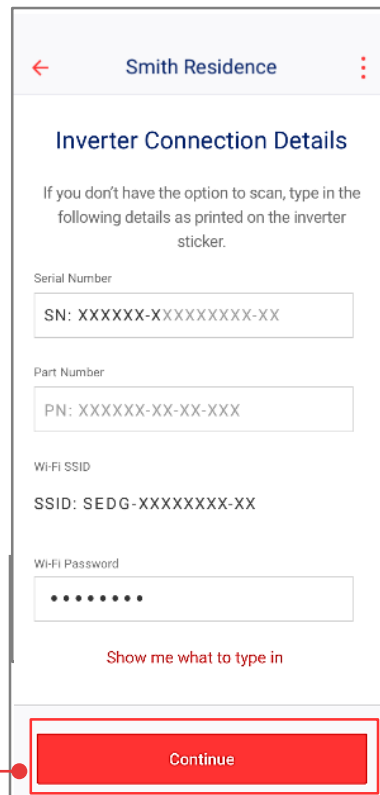 Smith Residence
Inverter Connection Details
If you don't have the option to scan, type in the
following details as printed on the inverter
sticker.
Serial Number
SN: XXXXXX-XXXXXXXXX-XX
Part Number
PN: XXXXXX-XX-XX-XXX
Wi-Fi SSID
SSID: SEDG-XXXXXXXX-XX
Wi-Fi Password
••••••••
Show me what to type in
Continue